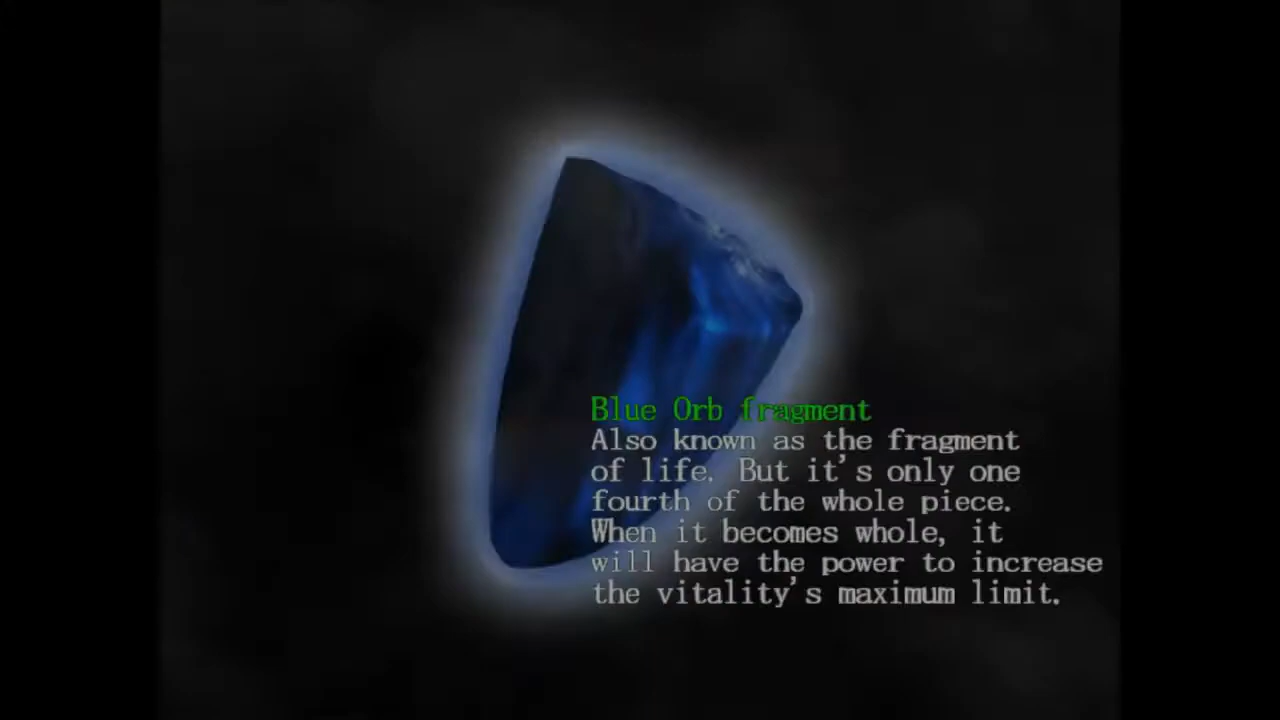 Blue Orb fragment
Also known as the fragment
of life. But it's only one
fourth of the whole piece.
When it becomes whole, it
will have the power to increase
the vitality's maximum limit.